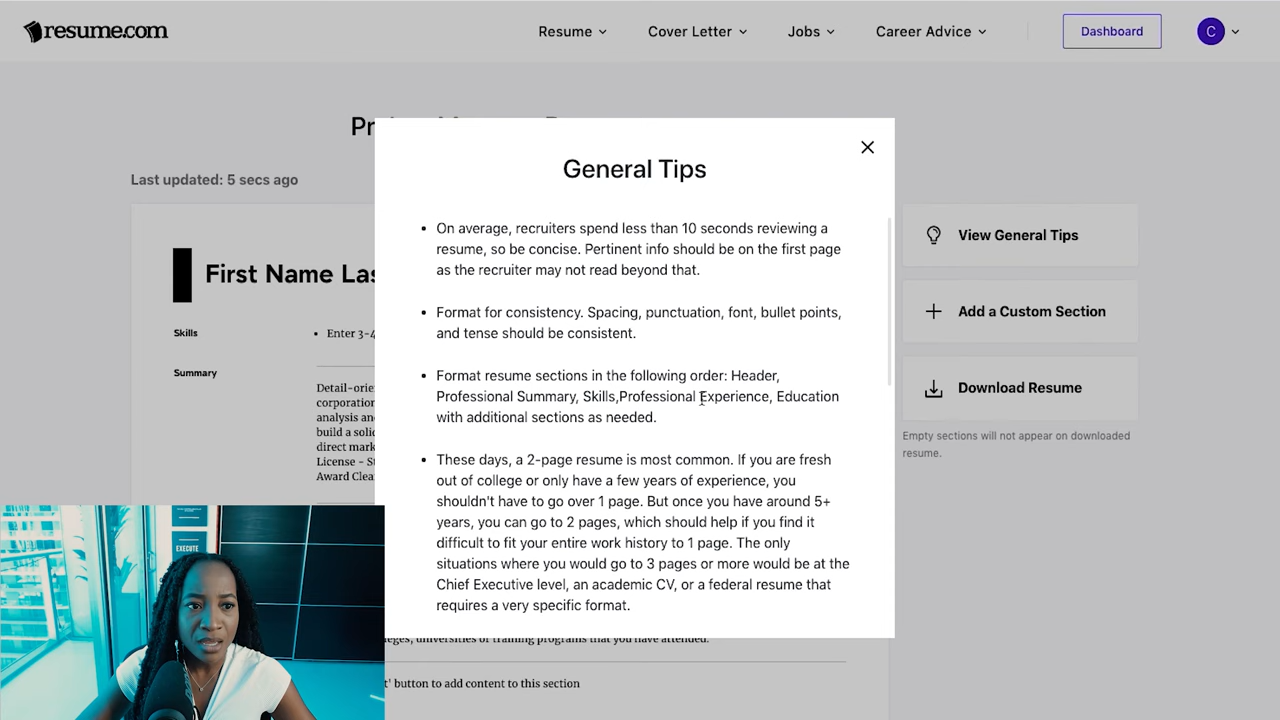 resume.com
Resume
Cover Letter
Jobs
Career Advice
Dashboard
C
Last updated: 5 secs ago
First Name Las
Skills
• Enter 3-4
Summary
Detail-orie
corporation
analysis an
build a soli
direct mark
License - St
Award Clea
General Tips
• On average, recruiters spend less than 10 seconds reviewing a
resume, so be concise. Pertinent info should be on the first page
as the recruiter may not read beyond that.
• Format for consistency. Spacing, punctuation, font, bullet points,
and tense should be consistent.
• Format resume sections in the following order: Header,
Professional Summary, Skills,Professional Experience, Education
with additional sections as needed.
• These days, a 2-page resume is most common. If you are fresh
out of college or only have a few years of experience, you
shouldn't have to go over 1 page. But once you have around 5+
years, you can go to 2 pages, which should help if you find it
difficult to fit your entire work history to 1 page. The only
situations where you would go to 3 pages or more would be at the
Chief Executive level, an academic CV, or a federal resume that
requires a very specific format.
View General Tips
Add a Custom Section
Download Resume
Empty sections will not appear on downloaded
resume.
EXECUTE
universities or training programs that you have attended.
t' button to add content to this section